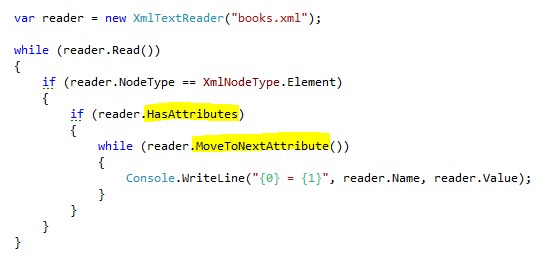 var reader = new XmlTextReader("books.xml");
while (reader.Read())
{
if (reader.NodeType == XmlNodeType.Element)
{
if (reader.HasAttributes)
{
while (reader.MoveToNextAttribute())
{
Console.WriteLine("{0} = {1}", reader.Name, reader.Value);
}
}
}
}